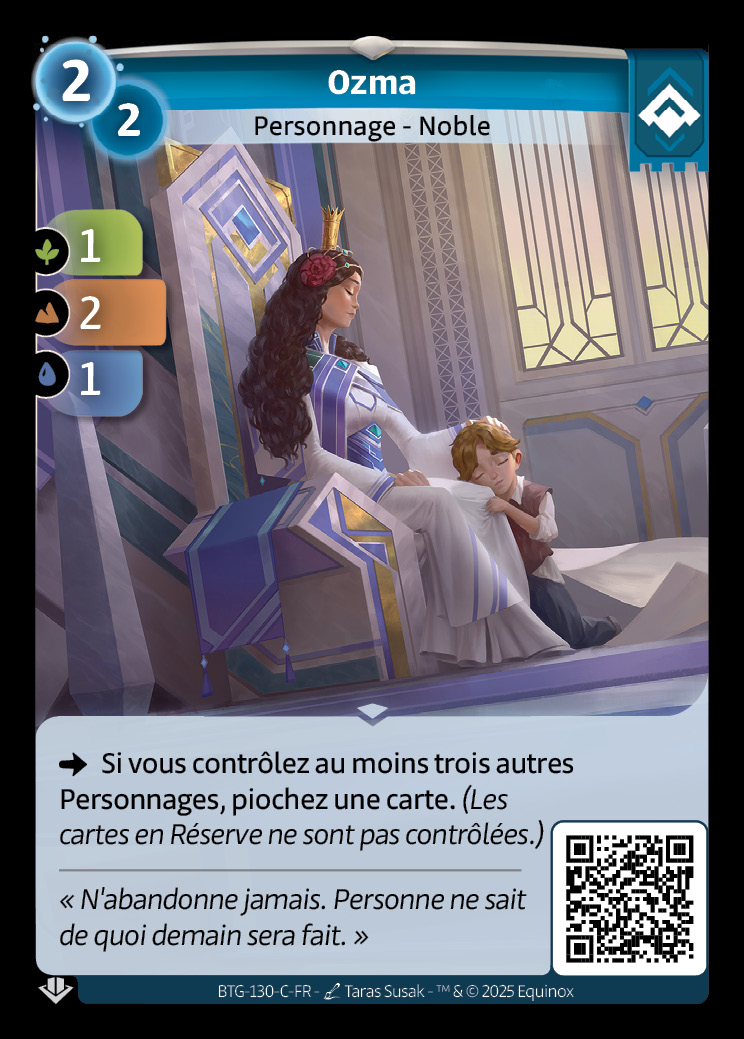 2
Ozma
2
Personnage - Noble
1
2
1
Si vous contrôlez au moins trois autres
Personnages, piochez une carte. (Les
cartes en Réserve ne sont pas contrôlées.)
« N'abandonne jamais. Personne ne sait
de quoi demain sera fait. »
BTG-130-C-FR - Taras Susak - ™ & © 2025 Equinox